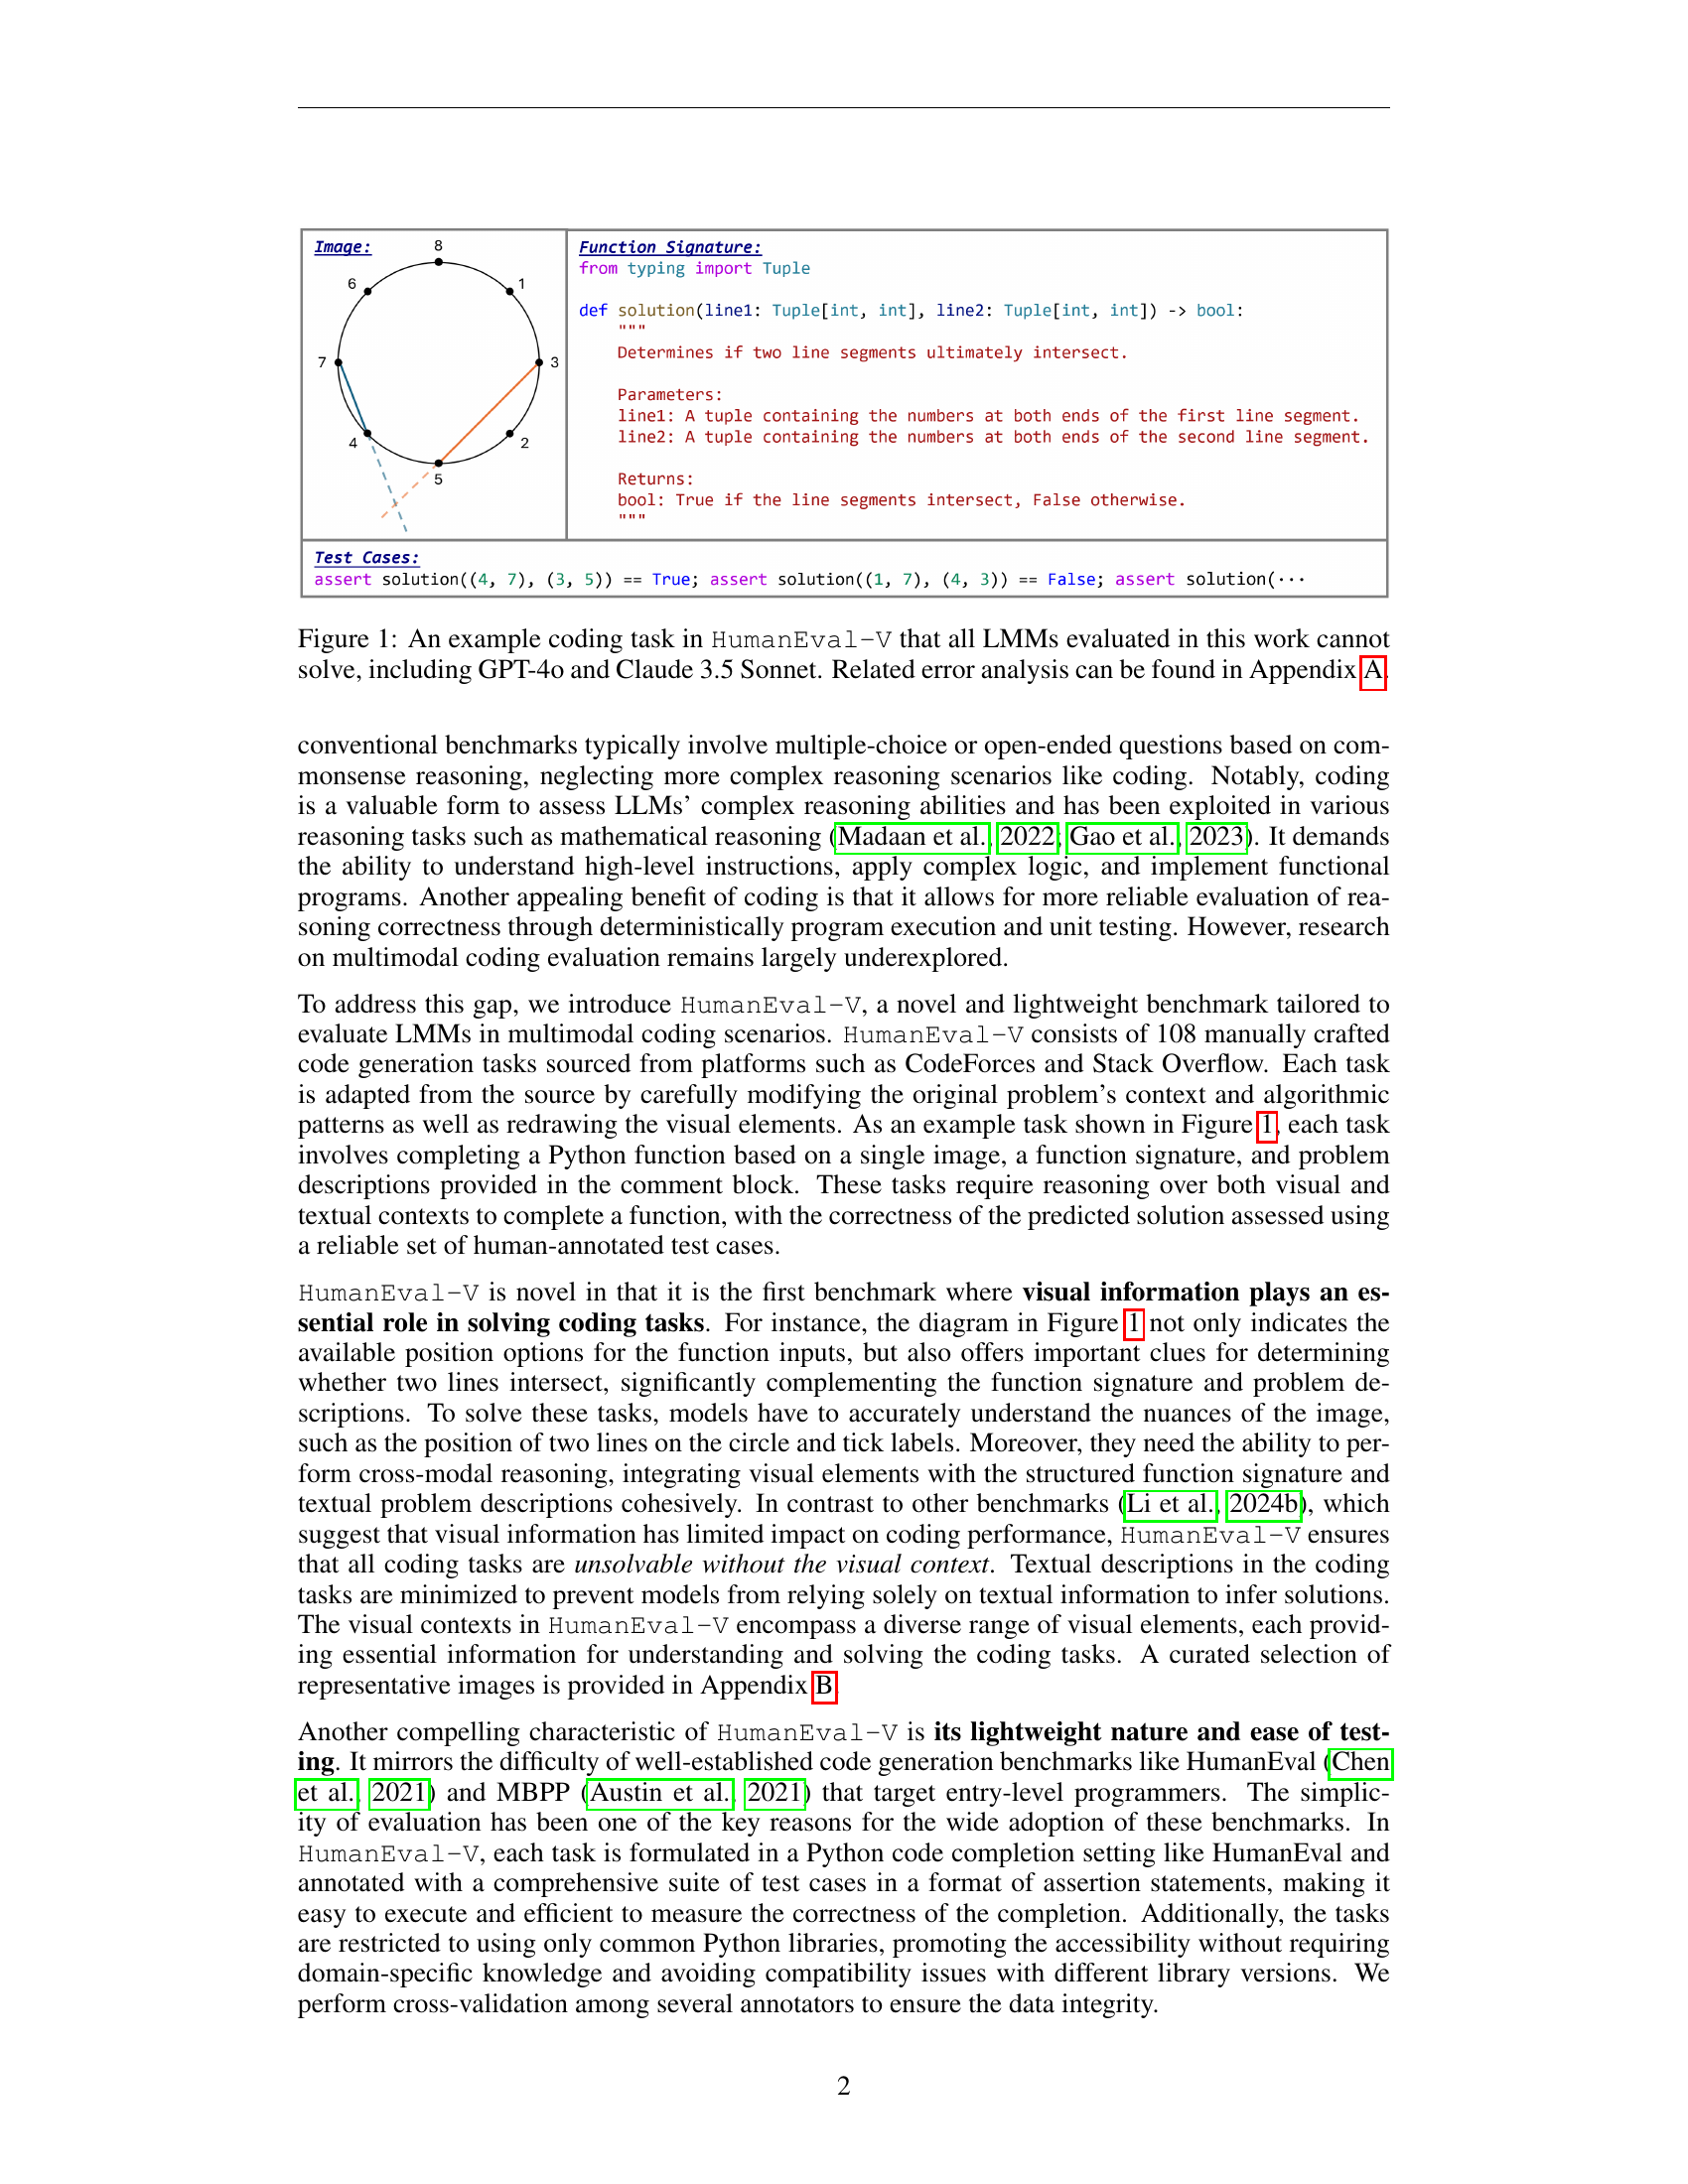 Image:
8
6
1
7
3
4
2
5
Function Signature:
from typing import Tuple
def solution(line1: Tuple[int, int], line2: Tuple[int, int]) -> bool:
"""
Determines if two line segments ultimately intersect.
Parameters:
line1: A tuple containing the numbers at both ends of the first line segment.
line2: A tuple containing the numbers at both ends of the second line segment.
Returns:
bool: True if the line segments intersect, False otherwise.
"""
Test Cases:
assert solution((4, 7), (3, 5)) == True; assert solution((1, 7), (4, 3)) == False; assert solution(···
Figure 1: An example coding task in HumanEval-V that all LMMs evaluated in this work cannot
solve, including GPT-4o and Claude 3.5 Sonnet. Related error analysis can be found in Appendix A.
conventional benchmarks typically involve multiple-choice or open-ended questions based on com-
monsense reasoning, neglecting more complex reasoning scenarios like coding. Notably, coding
is a valuable form to assess LLMs' complex reasoning abilities and has been exploited in various
reasoning tasks such as mathematical reasoning (Madaan et al., 2022; Gao et al., 2023). It demands
the ability to understand high-level instructions, apply complex logic, and implement functional
programs. Another appealing benefit of coding is that it allows for more reliable evaluation of rea-
soning correctness through deterministically program execution and unit testing. However, research
on multimodal coding evaluation remains largely underexplored.
To address this gap, we introduce HumanEval-V, a novel and lightweight benchmark tailored to
evaluate LMMs in multimodal coding scenarios. HumanEval-V consists of 108 manually crafted
code generation tasks sourced from platforms such as CodeForces and Stack Overflow. Each task
is adapted from the source by carefully modifying the original problem's context and algorithmic
patterns as well as redrawing the visual elements. As an example task shown in Figure 1, each task
involves completing a Python function based on a single image, a function signature, and problem
descriptions provided in the comment block. These tasks require reasoning over both visual and
textual contexts to complete a function, with the correctness of the predicted solution assessed using
a reliable set of human-annotated test cases.
HumanEval-V is novel in that it is the first benchmark where visual information plays an es-
sential role in solving coding tasks. For instance, the diagram in Figure 1 not only indicates the
available position options for the function inputs, but also offers important clues for determining
whether two lines intersect, significantly complementing the function signature and problem de-
scriptions. To solve these tasks, models have to accurately understand the nuances of the image,
such as the position of two lines on the circle and tick labels. Moreover, they need the ability to per-
form cross-modal reasoning, integrating visual elements with the structured function signature and
textual problem descriptions cohesively. In contrast to other benchmarks (Li et al., 2024b), which
suggest that visual information has limited impact on coding performance, HumanEval-V ensures
that all coding tasks are unsolvable without the visual context. Textual descriptions in the coding
tasks are minimized to prevent models from relying solely on textual information to infer solutions.
The visual contexts in HumanEval-V encompass a diverse range of visual elements, each provid-
ing essential information for understanding and solving the coding tasks. A curated selection of
representative images is provided in Appendix B
Another compelling characteristic of HumanEval-V is its lightweight nature and ease of test-
ing. It mirrors the difficulty of well-established code generation benchmarks like HumanEval (Chen
et al., 2021) and MBPP (Austin et al., 2021) that target entry-level programmers. The simplic-
ity of evaluation has been one of the key reasons for the wide adoption of these benchmarks. In
HumanEval-V, each task is formulated in a Python code completion setting like HumanEval and
annotated with a comprehensive suite of test cases in a format of assertion statements, making it
easy to execute and efficient to measure the correctness of the completion. Additionally, the tasks
are restricted to using only common Python libraries, promoting the accessibility without requiring
domain-specific knowledge and avoiding compatibility issues with different library versions. We
perform cross-validation among several annotators to ensure the data integrity.
2